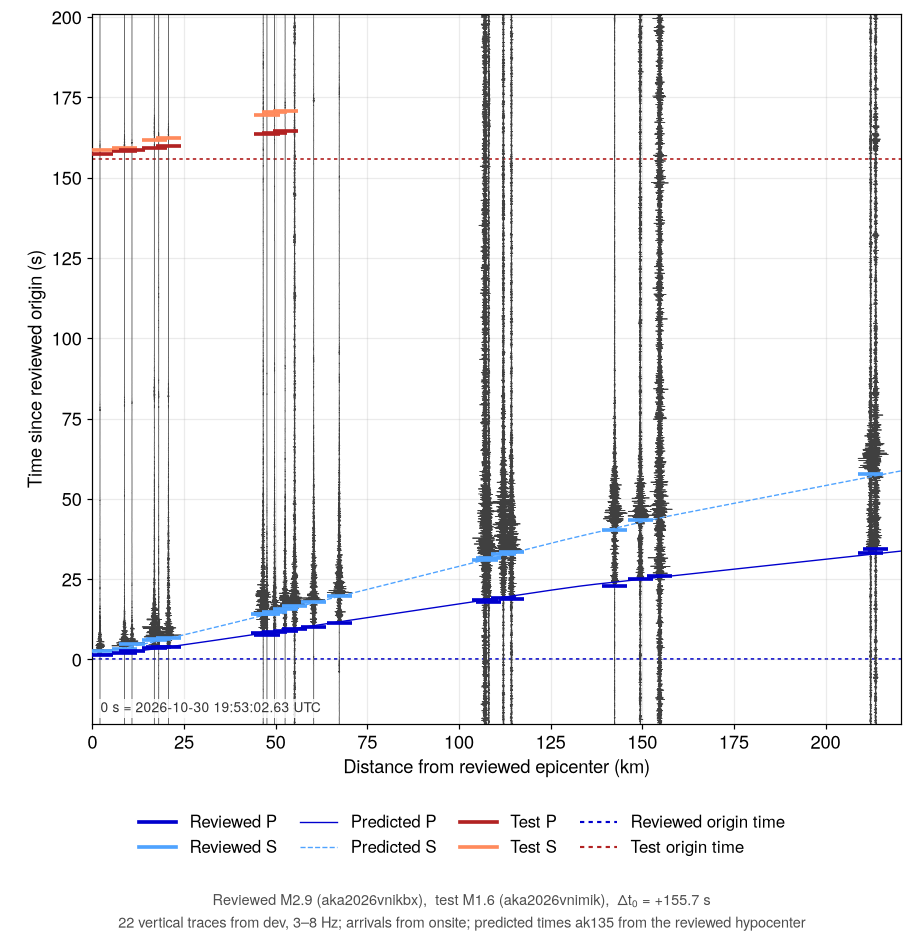 200
175
150
125
100
75
50
25
0
Time since reviewed origin (s)
0 s = 2026-10-30 19:53:02.63 UTC
0 25 50 75 100 125 150 175 200
Distance from reviewed epicenter (km)
Reviewed P Predicted P Test P Reviewed origin time
Reviewed S Predicted S Test S Test origin time
Reviewed M2.9 (aka2026vnikbx), test M1.6 (aka2026vnimik), Δt₀ = +155.7 s
22 vertical traces from dev, 3–8 Hz; arrivals from onsite; predicted times ak135 from the reviewed hypocenter